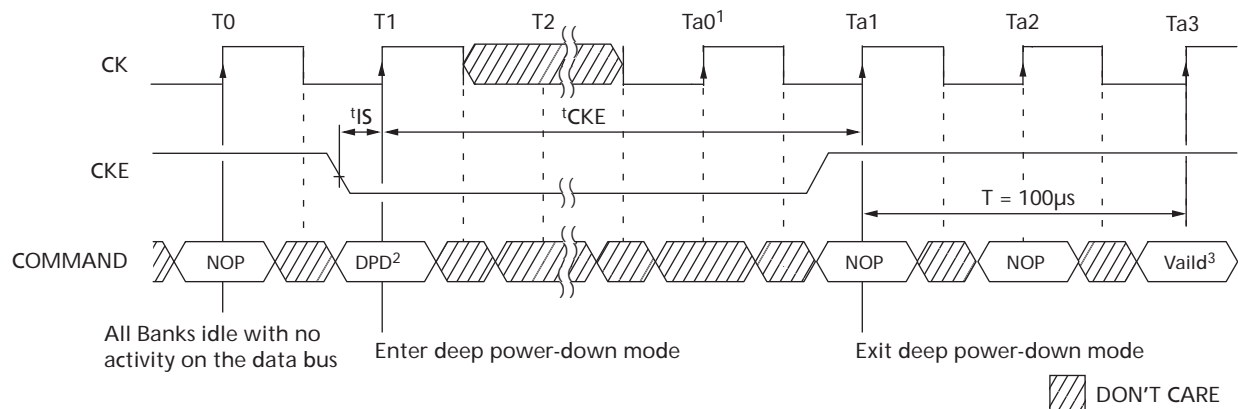 T0 T1 T2 Ta0¹ Ta1 Ta2 Ta3
CK
tIS tCKE
CKE
T = 100µs
COMMAND NOP DPD² NOP NOP Vaild³
All Banks idle with no
activity on the data bus
Enter deep power-down mode
Exit deep power-down mode
DON'T CARE